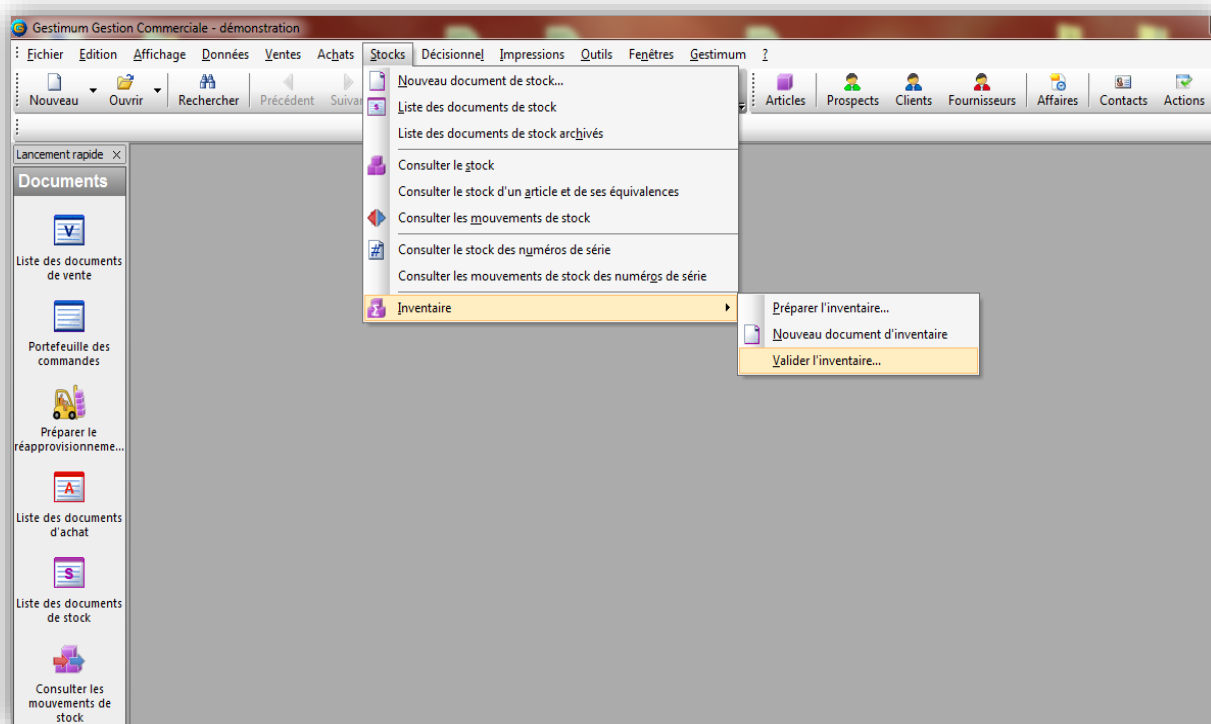 Gestimum Gestion Commerciale - démonstration
Fichier Edition Affichage Données Ventes Achats Stocks Décisionnel Impressions Outils Fenêtres Gestimum ?
Nouveau Ouvrir Rechercher Précédent Articles Prospects Clients Fournisseurs Affaires Contacts Actions
Nouveau document de stock...
Liste des documents de stock
Liste des documents de stock archivés
Consulter le stock
Consulter le stock d'un article et de ses équivalences
Consulter les mouvements de stock
Consulter le stock des numéros de série
Consulter les mouvements de stock des numéros de série
Inventaire
Préparer l'inventaire...
Nouveau document d'inventaire
Valider l'inventaire...
Lancement rapide
Documents
V
Liste des documents
de vente
Portefeuille des
commandes
Préparer le
réapprovisionneme...
A
Liste des documents
d'achat
S
Liste des documents
de stock
Consulter les
mouvements de
stock